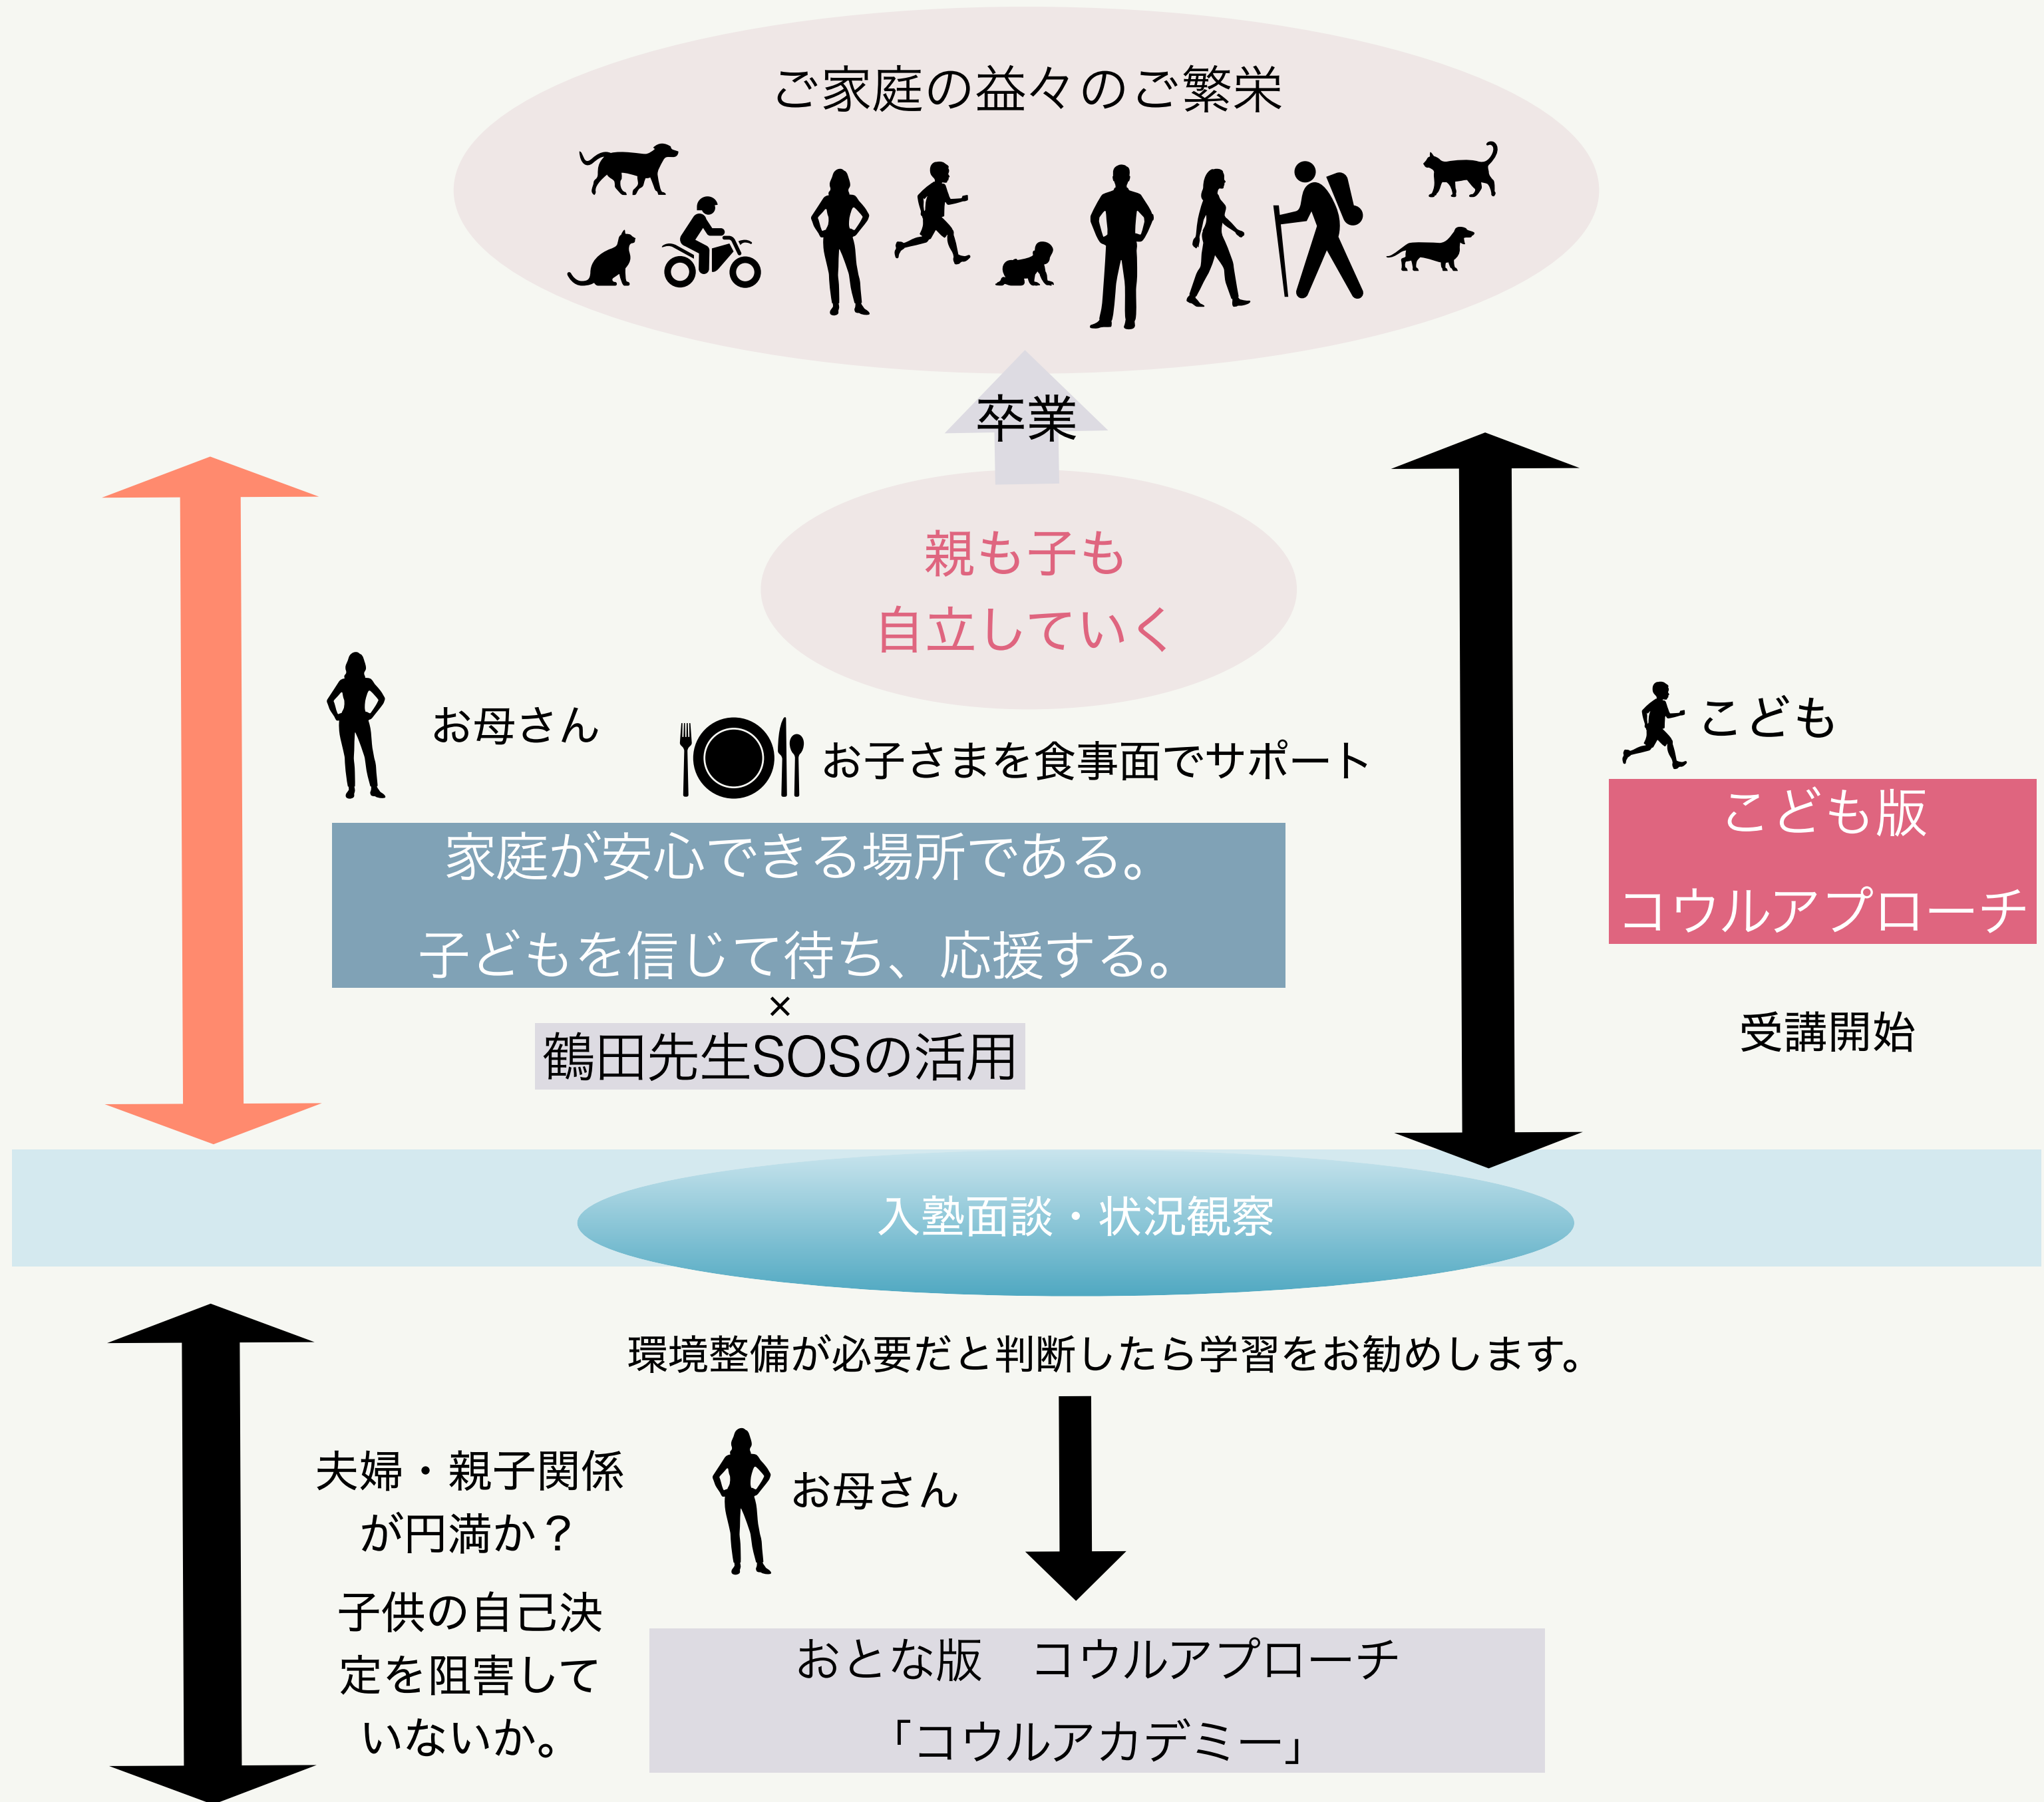 ご家庭の益々のご繁栄
卒業
親も子も
自立していく
お母さん
お子さまを食事面でサポート
家庭が安心できる場所である。
子どもを信じて待ち、応援する。
×
鶴田先生SOSの活用
こども
こども版
コウルアプローチ
受講開始
入塾面談・状況観察
環境整備が必要だと判断したら学習をお勧めします。
夫婦・親子関係
が円満か？
子供の自己決
定を阻害して
いないか。
お母さん
おとな版　コウルアプローチ
「コウルアカデミー」